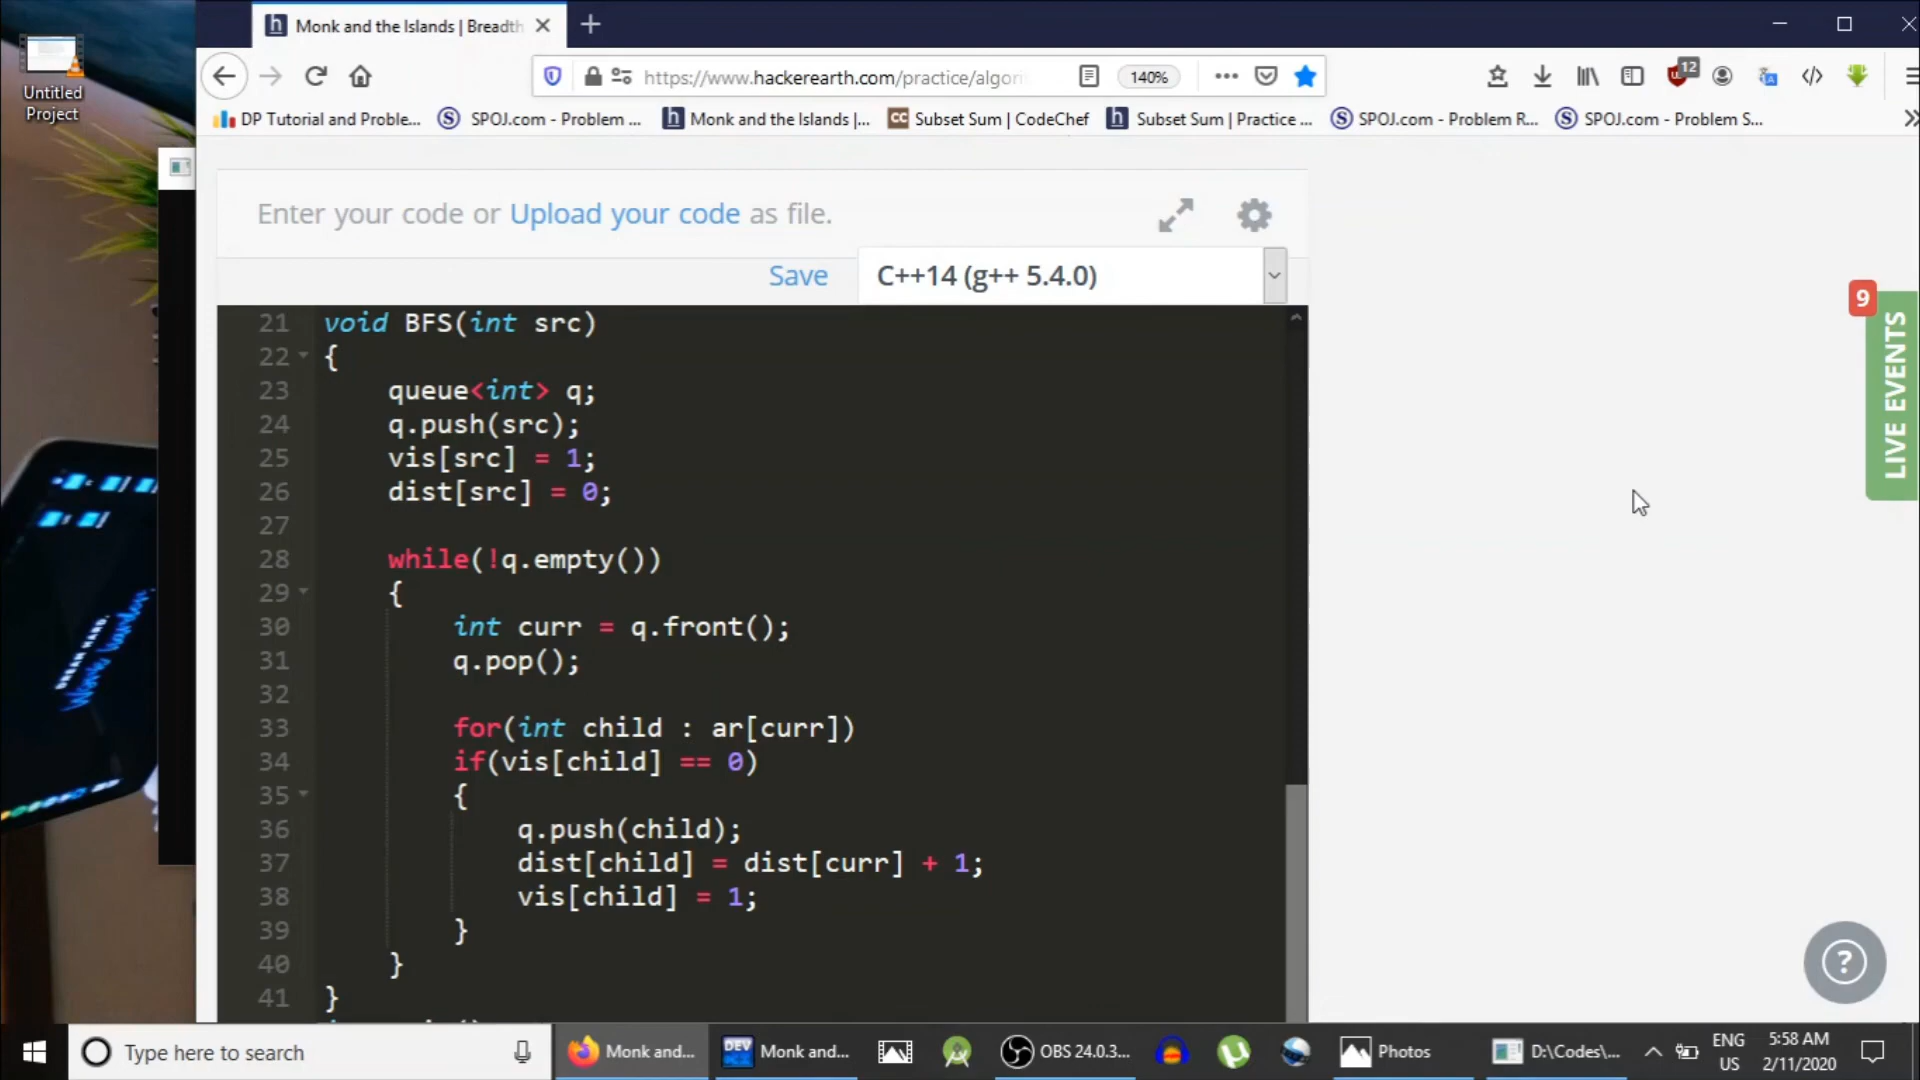 Untitled
Project
Monk and the Islands | Breadth
https://www.hackerearth.com/practice/algori
140%
12
DP Tutorial and Proble...
SPOJ.com - Problem ...
Monk and the Islands |...
CC Subset Sum | CodeChef
Subset Sum | Practice ...
SPOJ.com - Problem R...
SPOJ.com - Problem S...
Enter your code or Upload your code as file.
Save
C++14 (g++ 5.4.0)
9
LIVE EVENTS
21 void BFS(int src)
22 {
23 queue<int> q;
24 q.push(src);
25 vis[src] = 1;
26 dist[src] = 0;
27
28 while(!q.empty())
29 {
30 int curr = q.front();
31 q.pop();
32
33 for(int child : ar[curr])
34 if(vis[child] == 0)
35 {
36 q.push(child);
37 dist[child] = dist[curr] + 1;
38 vis[child] = 1;
39 }
40 }
41 }
?
Type here to search
Monk and...
DEV
Monk and...
OBS 24.0.3...
Photos
D:\Codes\...
ENG
US
5:58 AM
2/11/2020